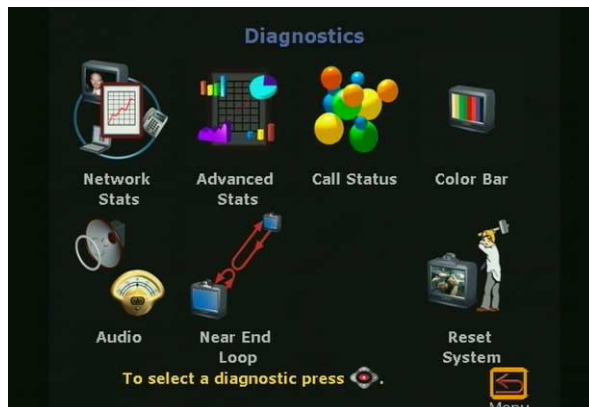 Diagnostics
Network
Stats
Advanced
Stats
Call Status
Color Bar
Audio
Near End
Loop
Reset
System
To select a diagnostic press .
Menu